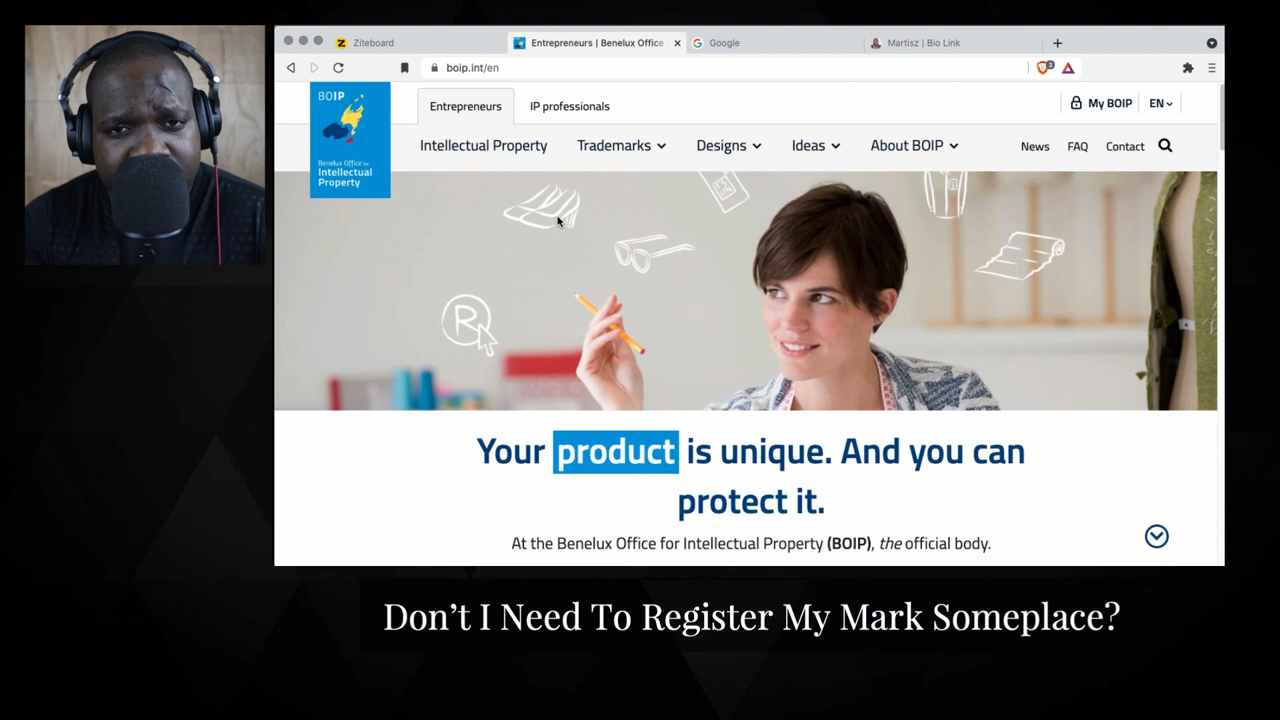 Ziteboard
Entrepreneurs | Benelux Office
Google
Martisz | Bio Link
boip.int/en
2
BOIP
Benelux Office for
Intellectual
Property
Entrepreneurs
IP professionals
My BOIP
EN
Intellectual Property
Trademarks
Designs
Ideas
About BOIP
News
FAQ
Contact
R
Your product is unique. And you can
protect it.
At the Benelux Office for Intellectual Property (BOIP), the official body.
Don't I Need To Register My Mark Someplace?